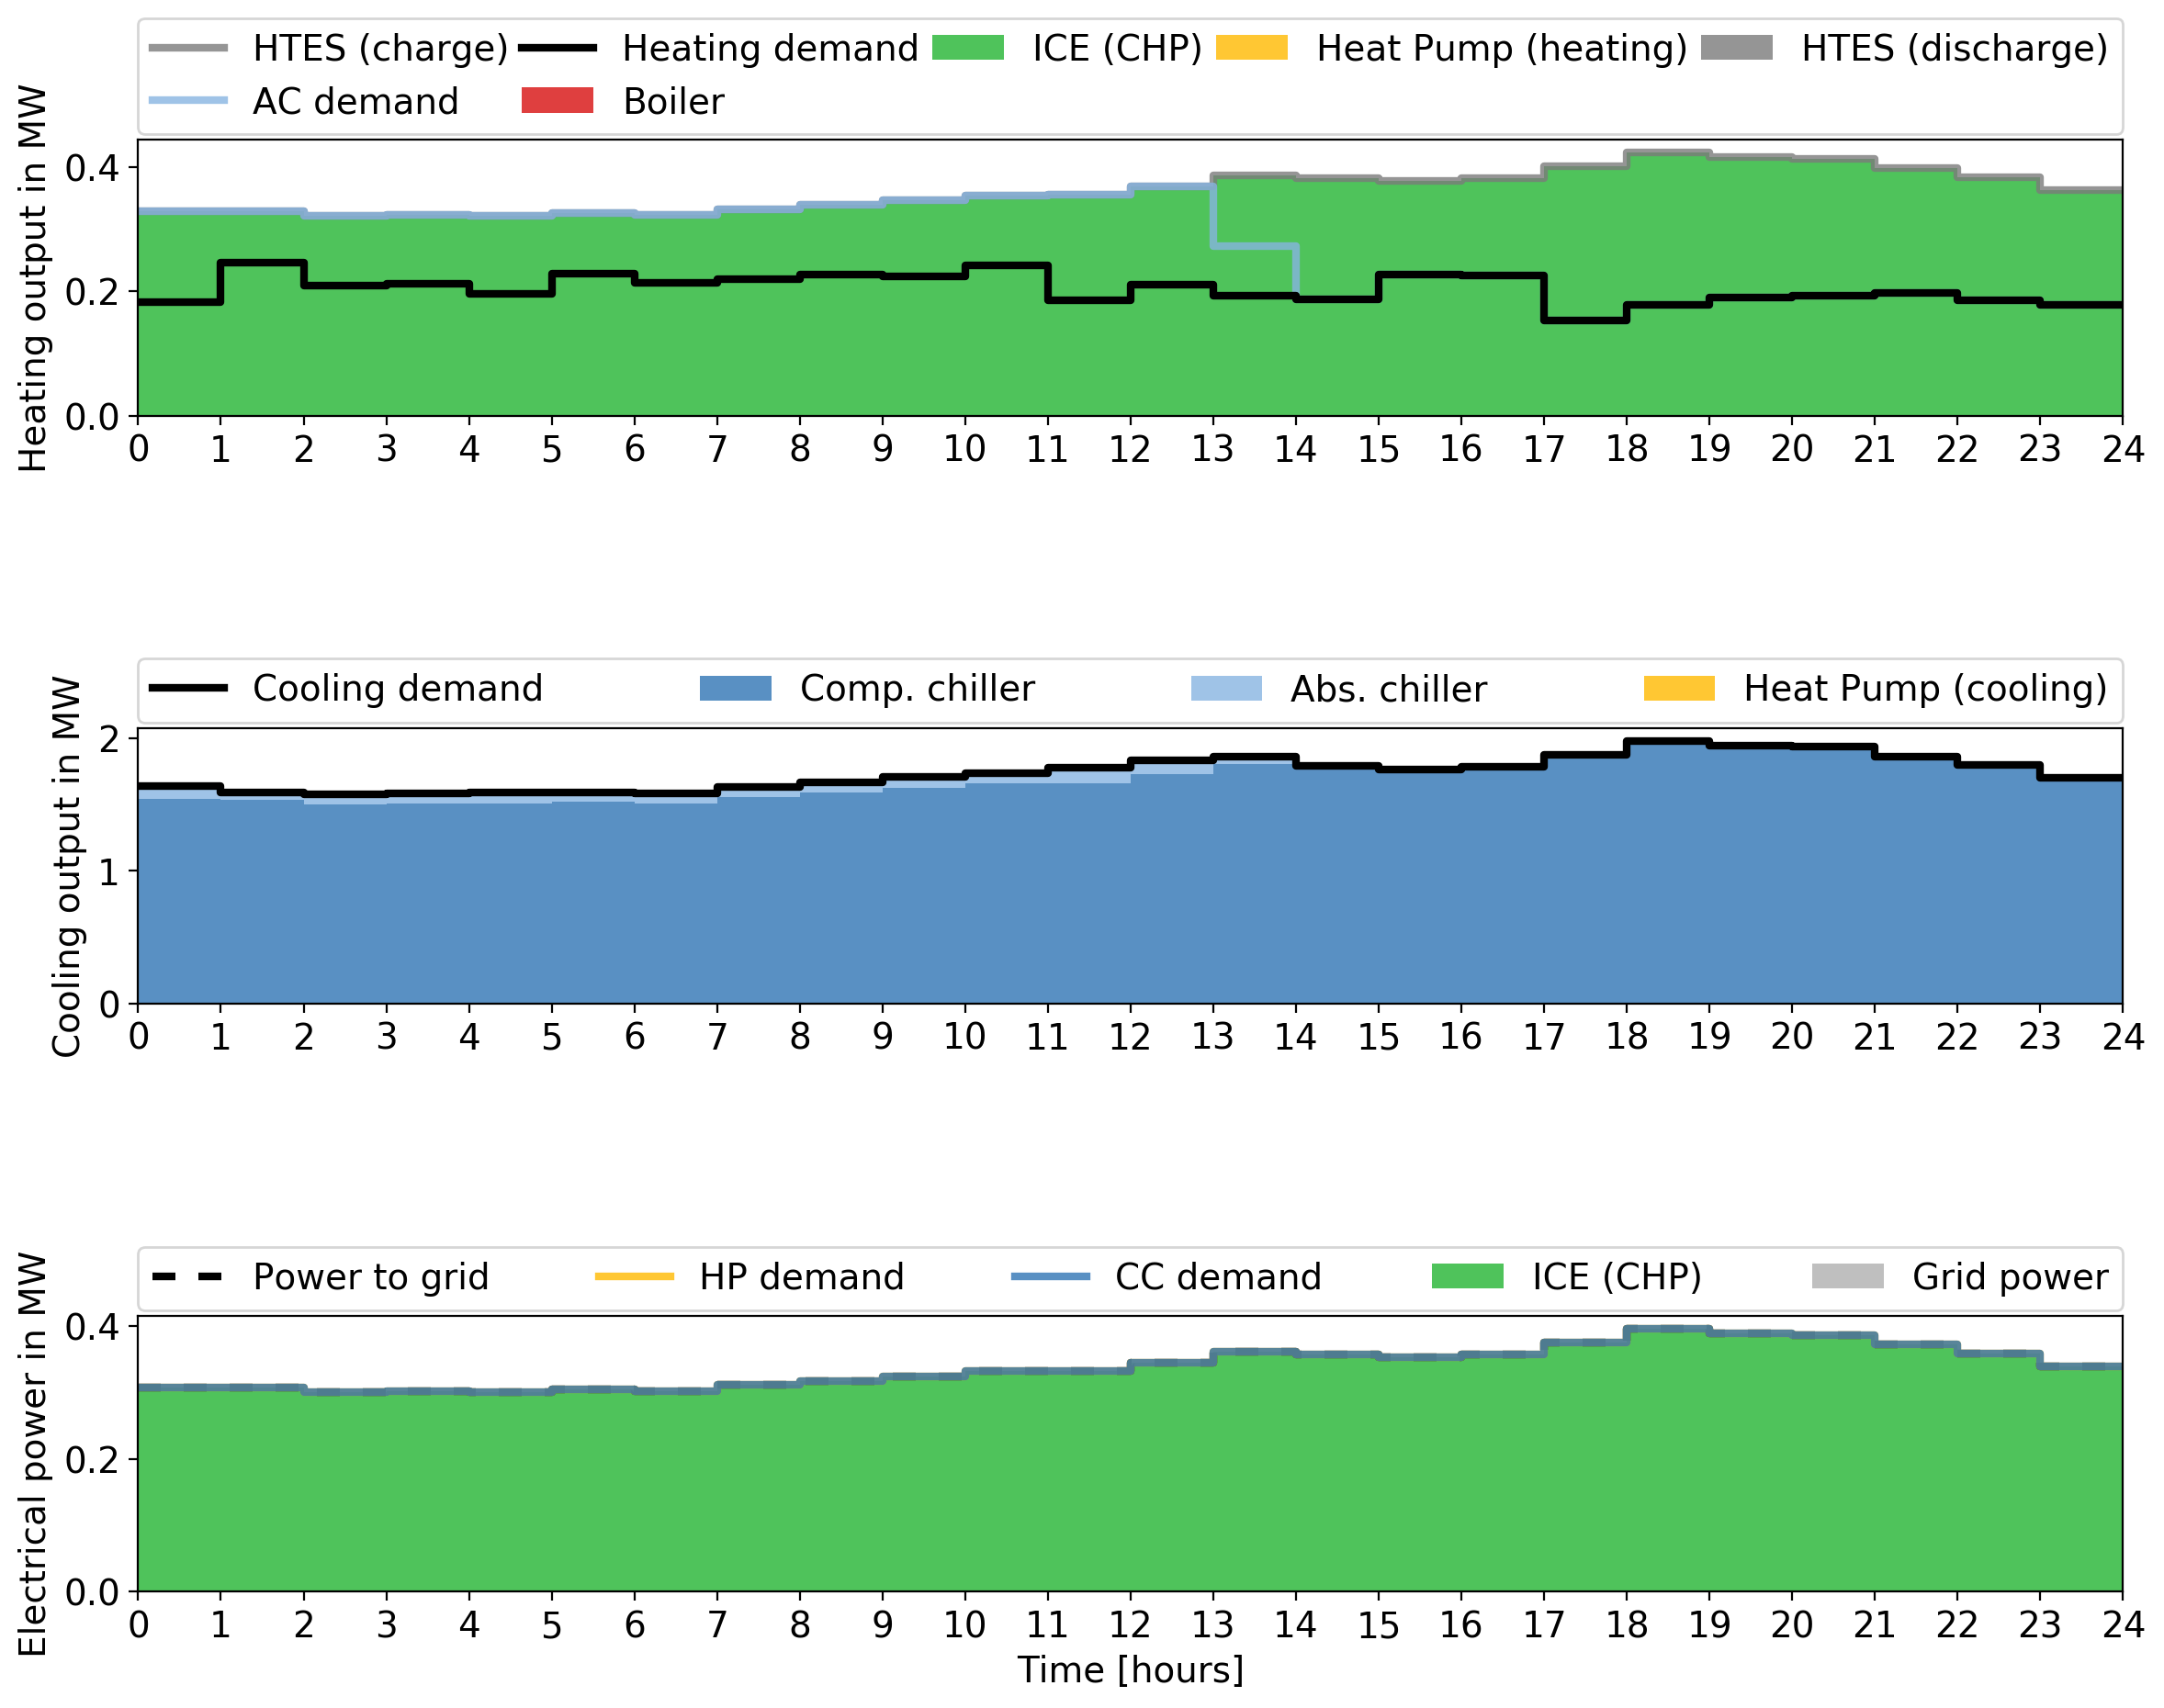 HTES (charge) Heating demand ICE (CHP) Heat Pump (heating) HTES (discharge)
AC demand Boiler
Heating output in MW
0.4
0.2
0.0
0 1 2 3 4 5 6 7 8 9 10 11 12 13 14 15 16 17 18 19 20 21 22 23 24
Cooling demand Comp. chiller Abs. chiller Heat Pump (cooling)
Cooling output in MW
2
1
0
0 1 2 3 4 5 6 7 8 9 10 11 12 13 14 15 16 17 18 19 20 21 22 23 24
Power to grid HP demand CC demand ICE (CHP) Grid power
Electrical power in MW
0.4
0.2
0.0
0 1 2 3 4 5 6 7 8 9 10 11 12 13 14 15 16 17 18 19 20 21 22 23 24
Time [hours]